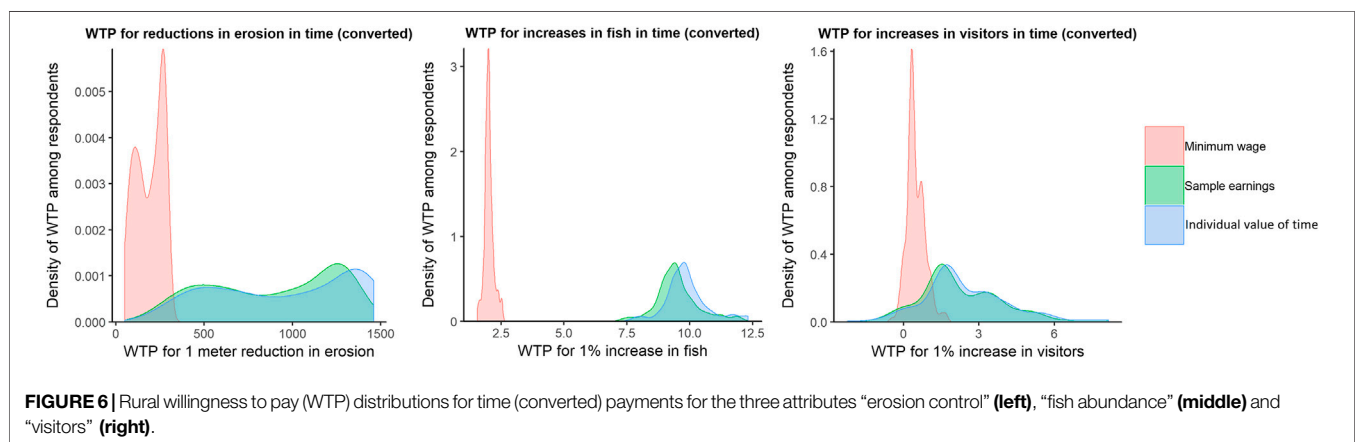 WTP for reductions in erosion in time (converted)
Density of WTP among respondents
0.005
0.004
0.003
0.002
0.001
0.000
0
500
1000
1500
WTP for 1 meter reduction in erosion
WTP for increases in fish in time (converted)
Density of WTP among respondents
3
2
1
0
2.5
5.0
7.5
10.0
12.5
WTP for 1% increase in fish
WTP for increases in visitors in time (converted)
Density of WTP among respondents
1.6
1.2
0.8
0.4
0.0
0
3
6
WTP for 1% increase in visitors
Minimum wage
Sample earnings
Individual value of time
FIGURE 6 | Rural willingness to pay (WTP) distributions for time (converted) payments for the three attributes “erosion control” (left), “fish abundance” (middle) and
“visitors” (right).